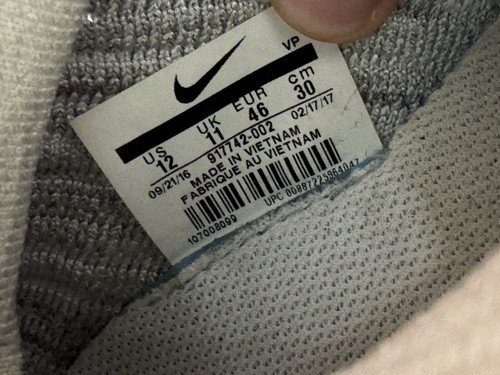 VP
US UK EUR cm
12 11 46 30
917742-002
09/21/16 02/17/17
MADE IN VIETNAM
FABRIQUE AU VIETNAM
107008099
UPC 00887225964047